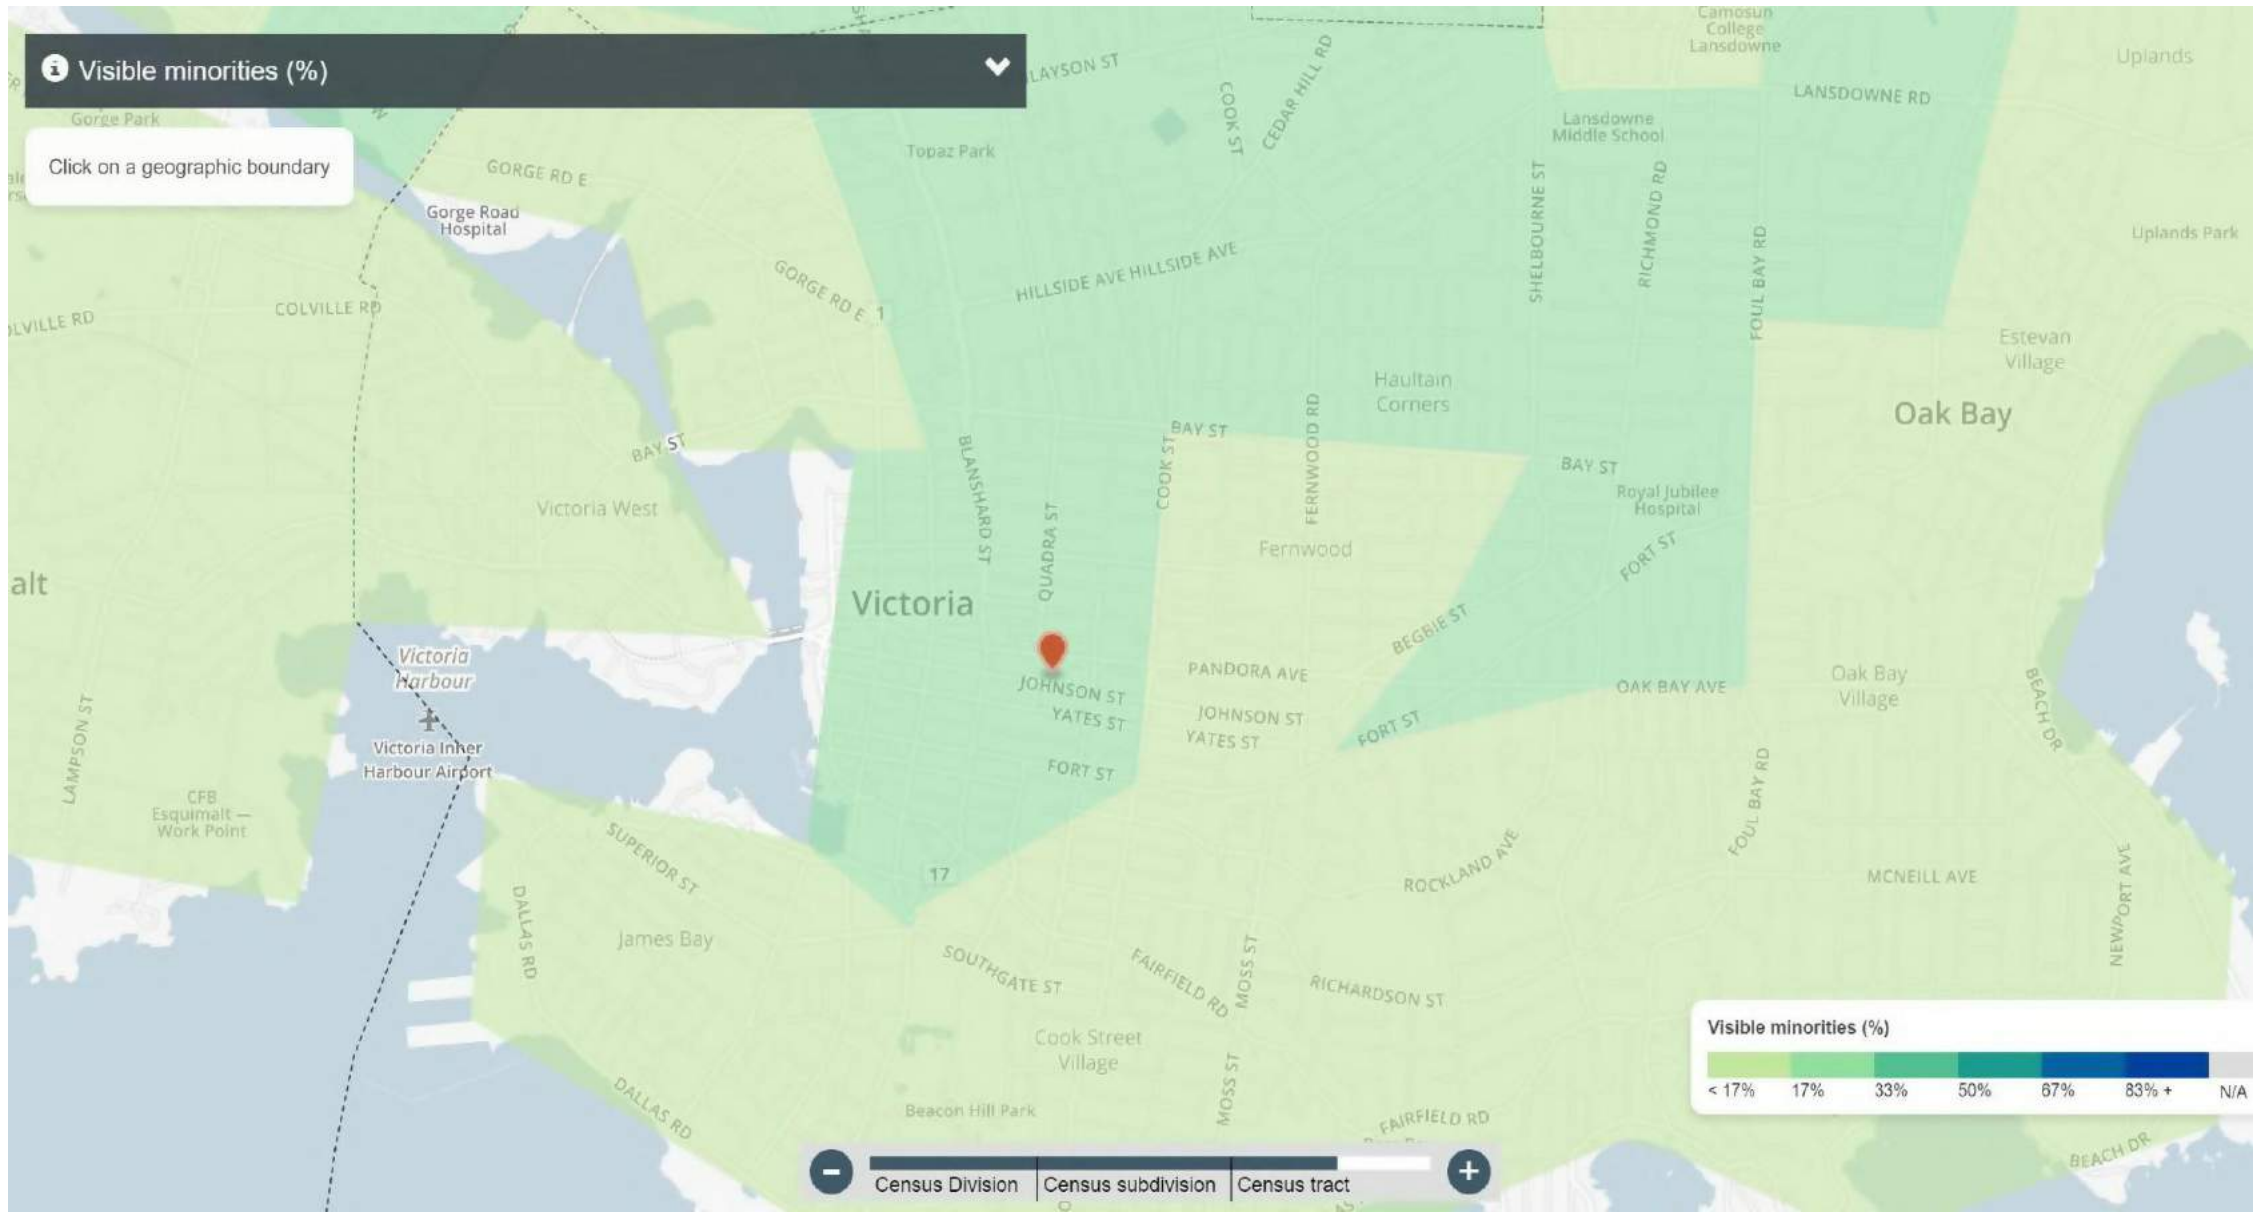 Visible minorities (%)
Click on a geographic boundary
Gorge Park
GORGE RD E
Gorge Road
Hospital
COLVILLE RD
GORGE RD E
1
BAY ST
Victoria West
alt
Victoria
Harbour
Victoria Inner
Harbour Airport
LAMPSON ST
CFB
Esquimalt —
Work Point
SUPERIOR ST
DALLAS RD
James Bay
DALLAS RD
LAYSON ST
COOK ST
CEDAR HILL RD
Topaz Park
HILLSIDE AVE HILLSIDE AVE
Camosun
College
Lansdowne
Uplands
LANSDOWNE RD
Lansdowne
Middle School
SHELBOURNE ST
RICHMOND RD
FOUL BAY RD
Uplands Park
Estevan
Village
Haultain
Corners
Oak Bay
BLANSHARD ST
QUADRA ST
COOK ST
BAY ST
FERNWOOD RD
BAY ST
Royal Jubilee
Hospital
Fernwood
FORT ST
Victoria
BEGBIE ST
JOHNSON ST
YATES ST
FORT ST
PANDORA AVE
JOHNSON ST
YATES ST
FORT ST
OAK BAY AVE
Oak Bay
Village
BEACH DR
FOUL BAY RD
ROCKLAND AVE
MCNEILL AVE
NEWPORT AVE
17
SOUTHGATE ST
FAIRFIELD RD
MOSS ST
RICHARDSON ST
Cook Street
Village
MOSS ST
Beacon Hill Park
FAIRFIELD RD
BEACH DR
Visible minorities (%)
< 17% 17% 33% 50% 67% 83% + N/A
Census Division Census subdivision Census tract